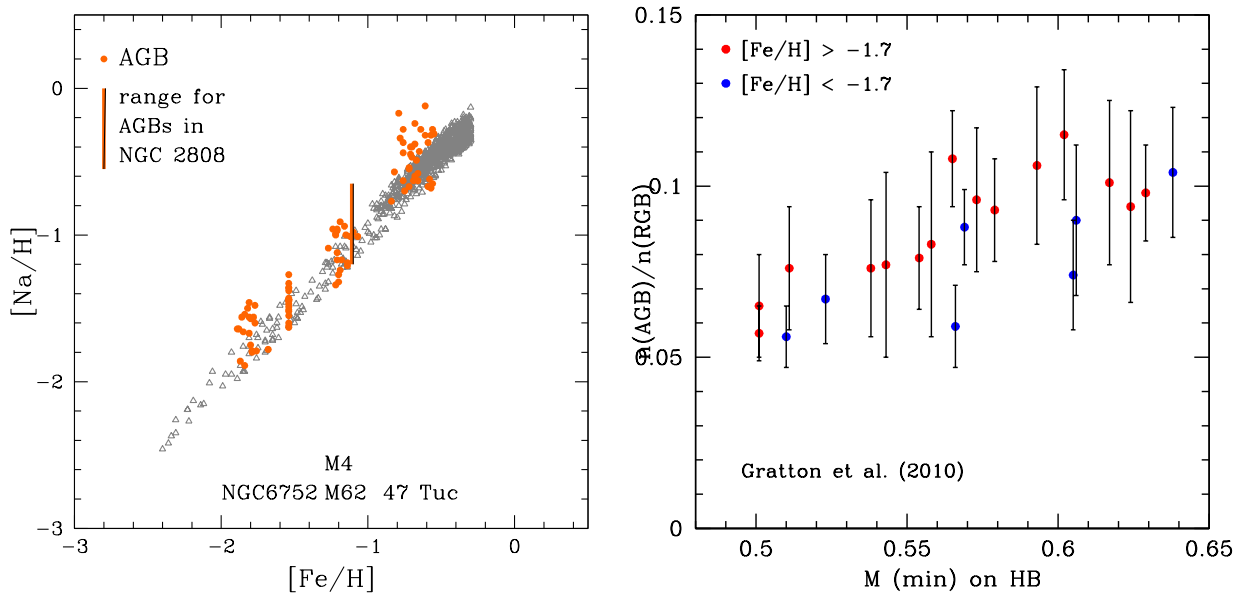 AGB
range for
AGBs in
NGC 2808
0
−1
−2
−3
[Na/H]
M4
NGC6752 M62 47 Tuc
−3 −2 −1 0
[Fe/H]
0.15
[Fe/H] > −1.7
[Fe/H] < −1.7
0.1
n(AGB)/n(RGB)
0.05
Gratton et al. (2010)
0
0.5 0.55 0.6 0.65
M (min) on HB